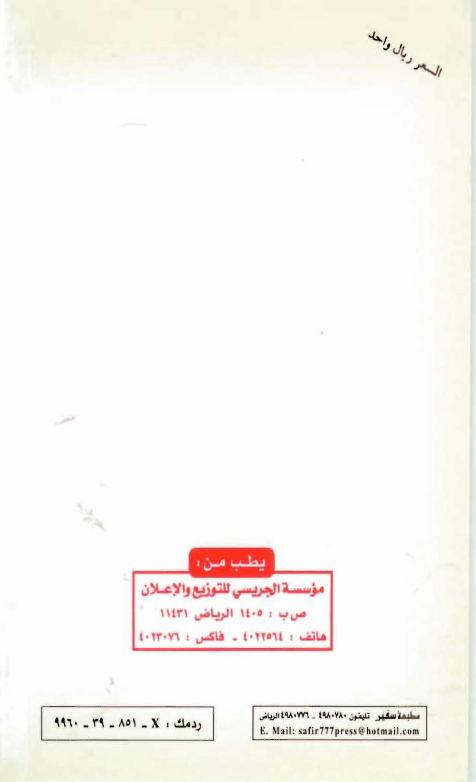 السعر ريال واحد
يطلب من :
مؤسسة الجريسي للتوزيع والإعلان
ص ب : ١٤٠٥ الرياض ١١٤٣١
هاتف : ٤٠٢٢٥٦٤ ـ فاكس : ٤٠٢٣٠٧٦
ردمك : X ـ ٨٥١ ـ ٣٩ ـ ٩٩٦٠
مطبعة سفير تليفون ٤٩٨٠٧٨٠ ـ ٤٩٨٠٧٧٦ الرياض
E. Mail: safir777press@hotmail.com